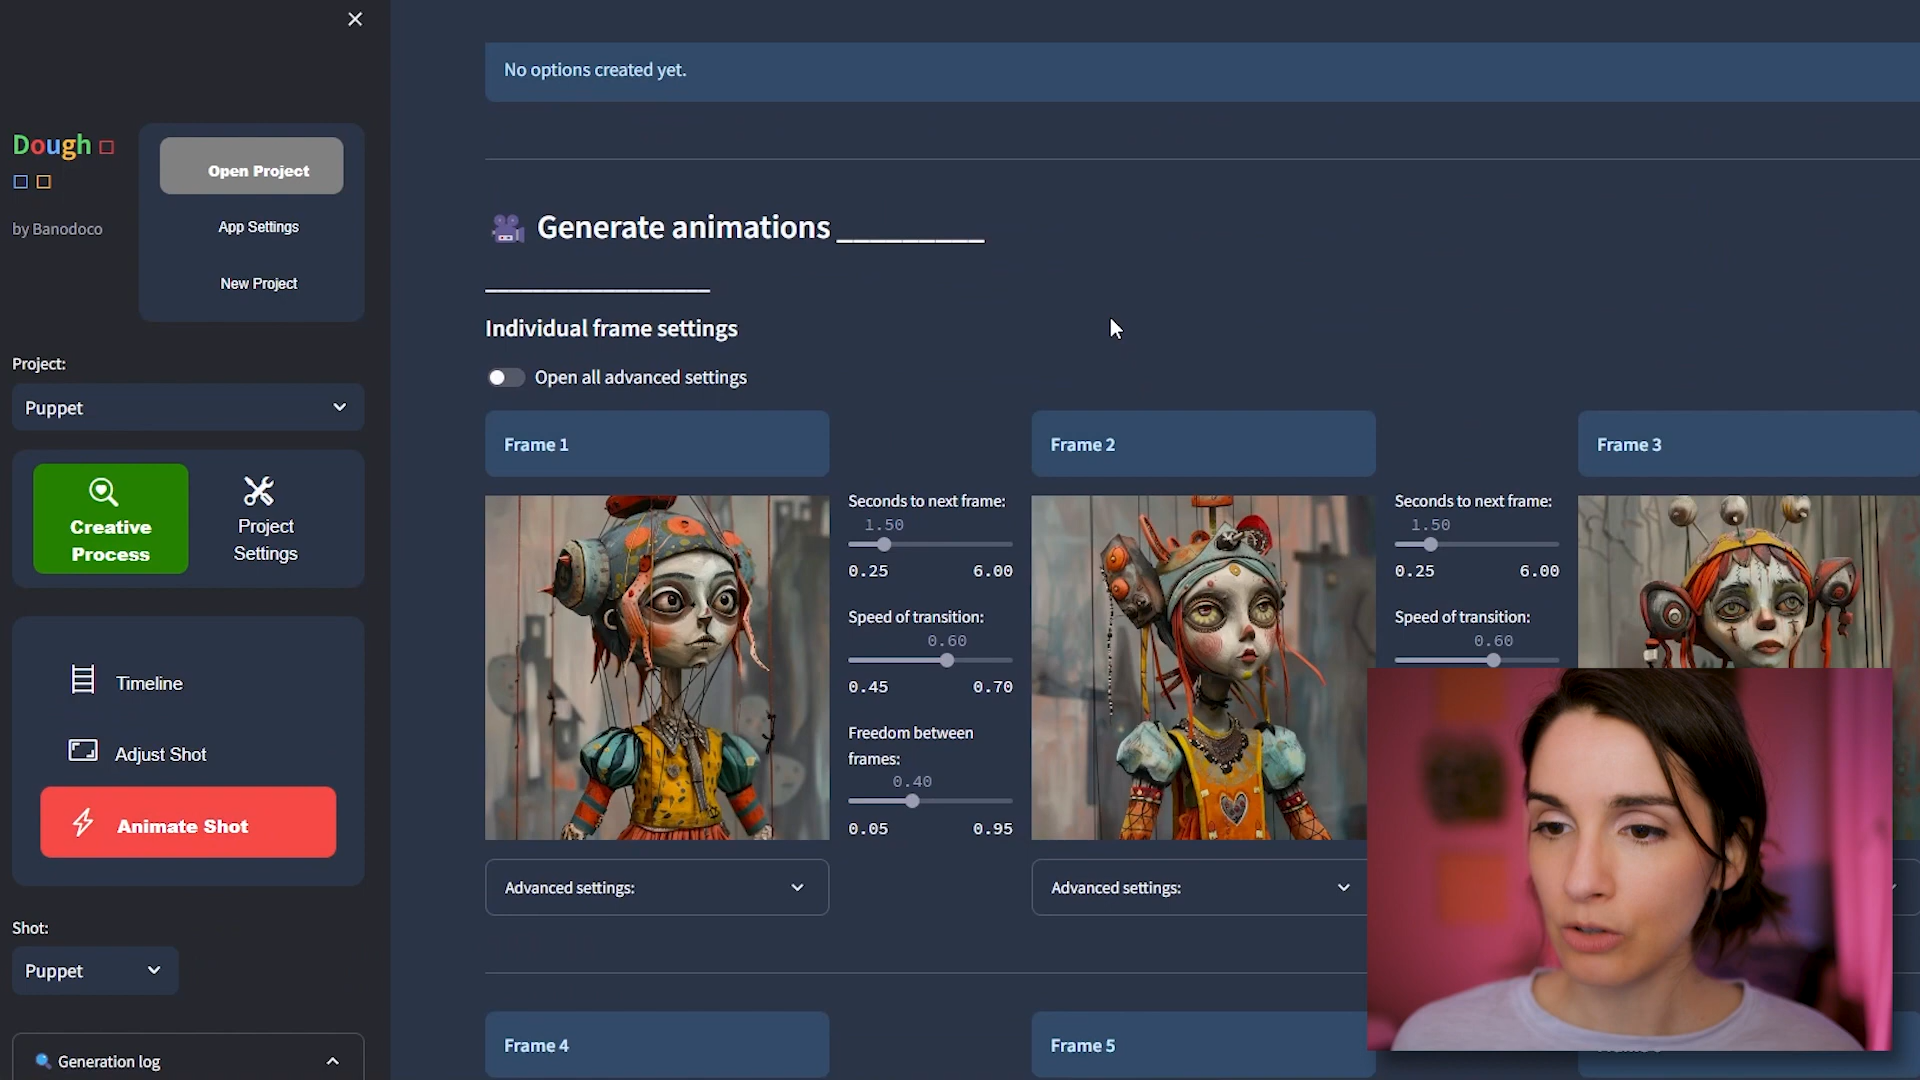 Dough
by Banodoco
Open Project
App Settings
New Project
Project:
Puppet
Creative
Process
Project
Settings
Timeline
Adjust Shot
Animate Shot
Shot:
Puppet
Generation log
No options created yet.
Generate animations _________
__________________
Individual frame settings
Open all advanced settings
Frame 1
Seconds to next frame:
1.50
0.25 6.00
Speed of transition:
0.60
0.45 0.70
Freedom between
frames:
0.40
0.05 0.95
Advanced settings:
Frame 2
Seconds to next frame:
1.50
0.25 6.00
Speed of transition:
0.60
Advanced settings:
Frame 3
Frame 4
Frame 5